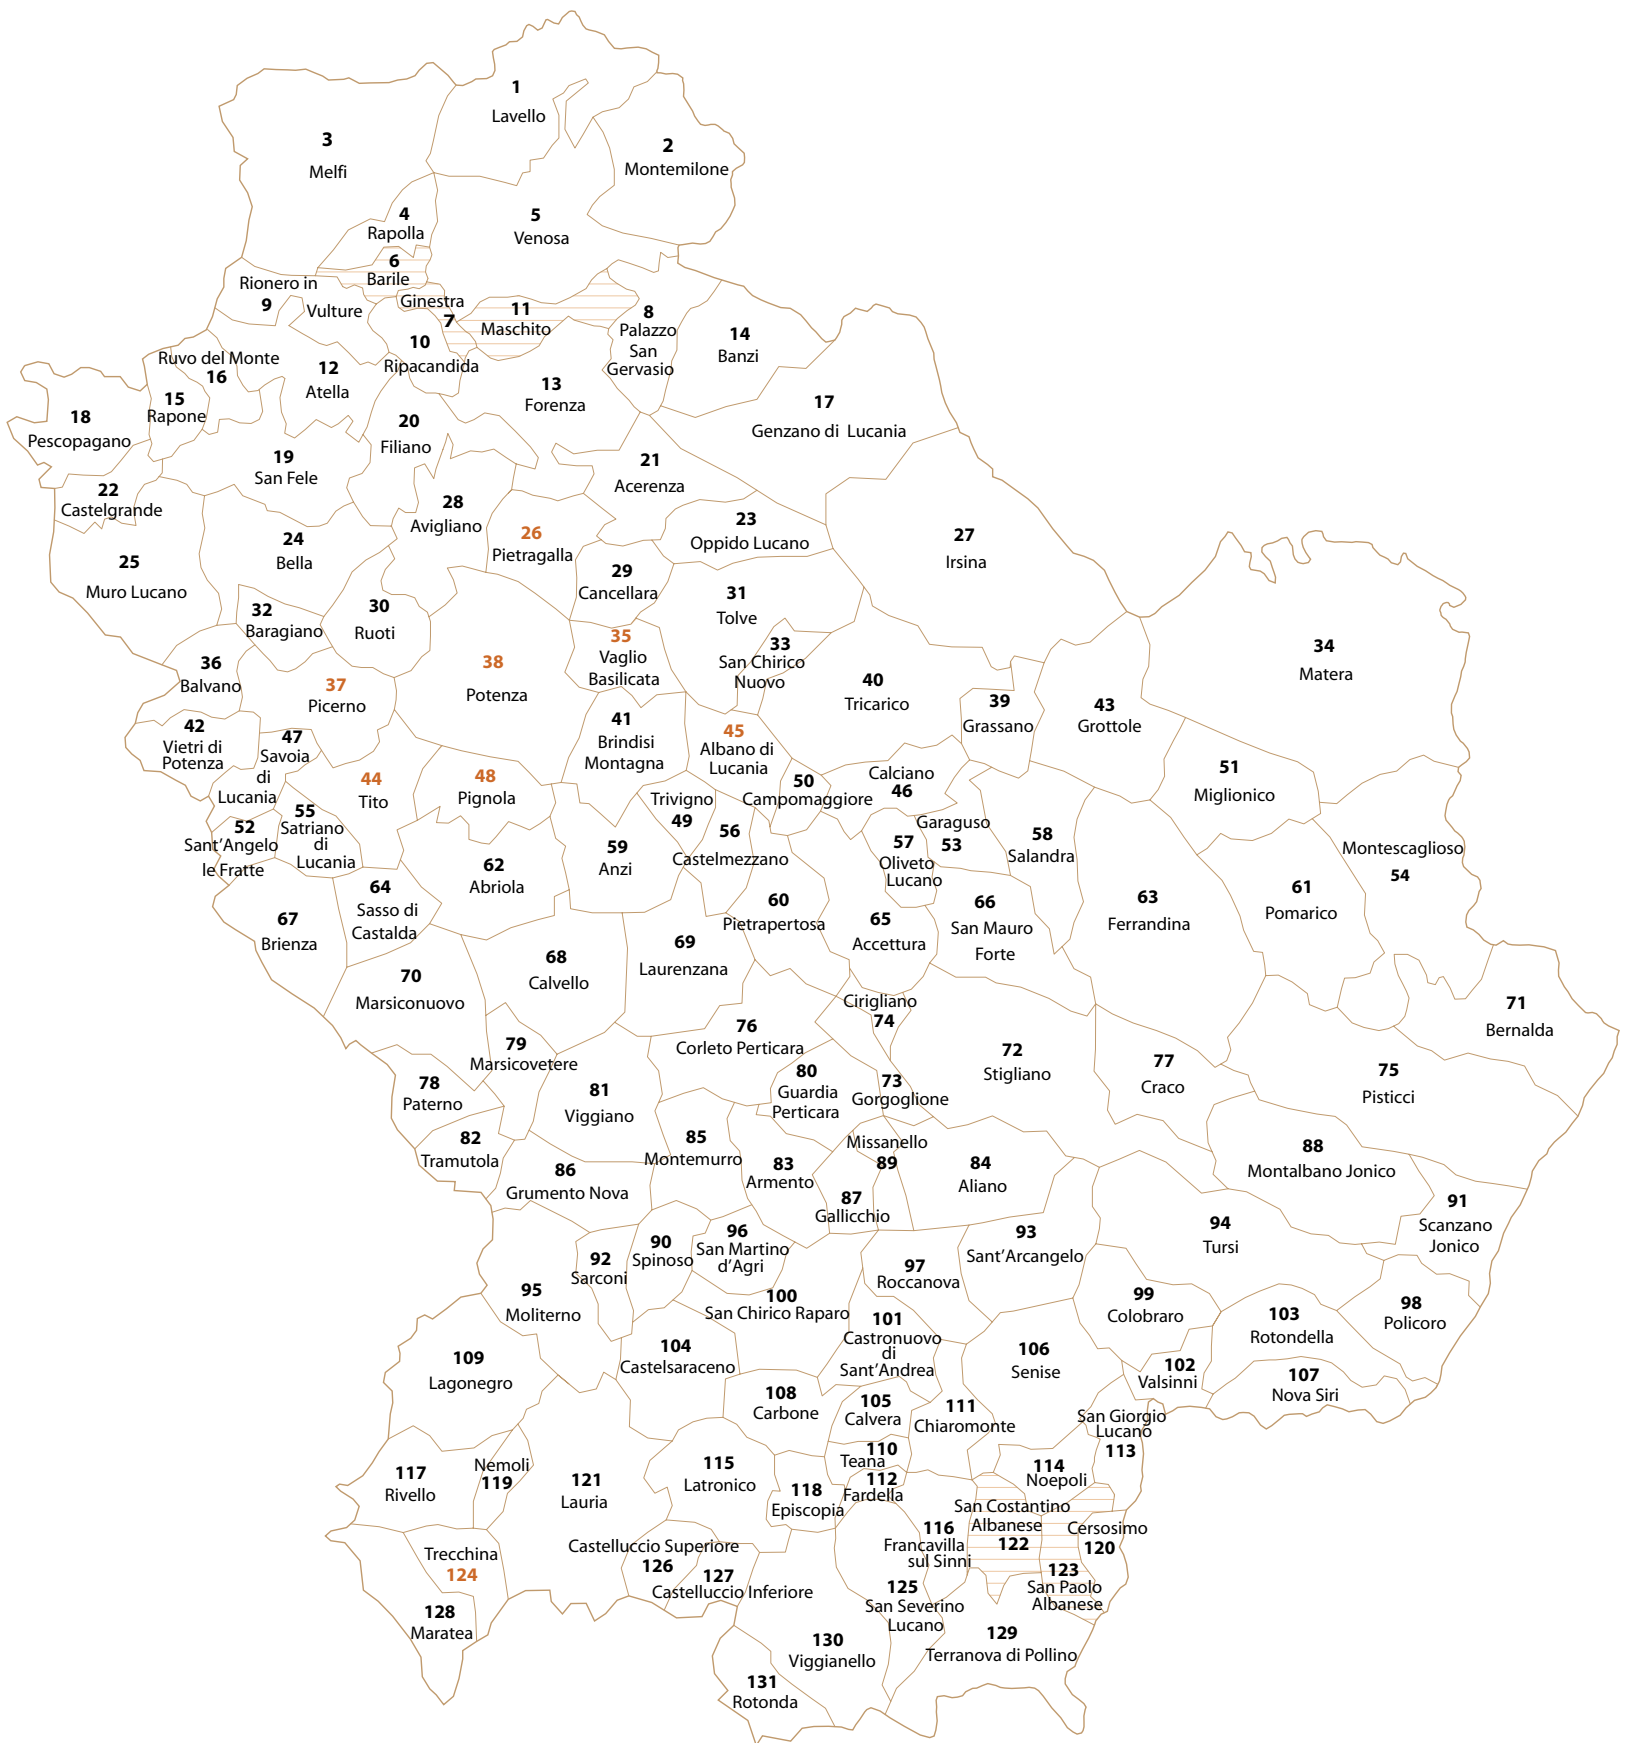 1
Lavello
2
Montemilone
3
Melfi
4
Rapolla
5
Venosa
6
Barile
Ginestra
7
8
Palazzo
San
Gervasio
Rionero in
9
Vulture
10
Ripacandida
11
Maschito
12
Atella
13
Forenza
14
Banzi
15
Rapone
Ruvo del Monte
16
17
Genzano di Lucania
18
Pescopagano
19
San Fele
20
Filiano
21
Acerenza
22
Castelgrande
23
Oppido Lucano
24
Bella
25
Muro Lucano
26
Pietragalla
27
Irsina
28
Avigliano
29
Cancellara
30
Ruoti
31
Tolve
32
Baragiano
33
San Chirico
Nuovo
34
Matera
35
Vaglio
Basilicata
36
Balvano
37
Picerno
38
Potenza
39
Grassano
40
Tricarico
41
Brindisi
Montagna
42
Vietri di
Potenza
43
Grottole
44
Tito
45
Albano di
Lucania
Calciano
46
47
Savoia
di
Lucania
48
Pignola
Trivigno
49
50
Campomaggiore
51
Miglionico
52
Sant’Angelo
le Fratte
Garaguso
53
Montescaglioso
54
55
Satriano
di
Lucania
56
Castelmezzano
57
Oliveto
Lucano
58
Salandra
59
Anzi
60
Pietrapertosa
61
Pomarico
62
Abriola
63
Ferrandina
64
Sasso di
Castalda
65
Accettura
66
San Mauro
Forte
67
Brienza
68
Calvello
69
Laurenzana
70
Marsiconuovo
71
Bernalda
72
Stigliano
73
Gorgoglione
Cirigliano
74
75
Pisticci
76
Corleto Perticara
77
Craco
78
Paterno
79
Marsicovetere
80
Guardia
Perticara
81
Viggiano
82
Tramutola
83
Armento
84
Aliano
85
Montemurro
86
Grumento Nova
87
Gallicchio
88
Montalbano Jonico
Missanello
89
90
Spinoso
91
Scanzano
Jonico
92
Sarconi
93
Sant’Arcangelo
94
Tursi
95
Moliterno
96
San Martino
d’Agri
97
Roccanova
98
Policoro
99
Colobraro
100
San Chirico Raparo
101
Castronuovo
di
Sant’Andrea
102
Valsinni
103
Rotondella
104
Castelsaraceno
105
Calvera
106
Senise
107
Nova Siri
108
Carbone
109
Lagonegro
110
Teana
111
Chiaromonte
112
Fardella
San Giorgio
Lucano
113
114
Noepoli
115
Latronico
116
Francavilla
sul Sinni
117
Rivello
118
Episcopia
Nemoli
119
Cersosimo
120
121
Lauria
San Costantino
Albanese
122
123
San Paolo
Albanese
Trecchina
124
125
San Severino
Lucano
Castelluccio Superiore
126
127
Castelluccio Inferiore
128
Maratea
129
Terranova di Pollino
130
Viggianello
131
Rotonda